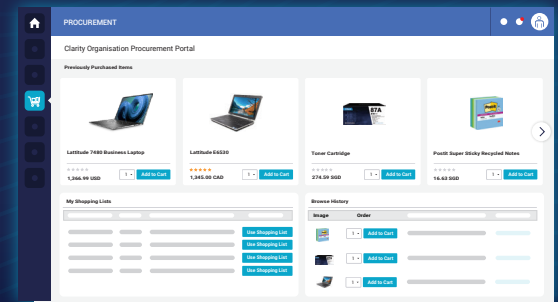 PROCUREMENT
Clarity Organisation Procurement Portal
Previously Purchased Items
87A
Postit
Lattitude 7480 Business Laptop
Lattitude E6530
Toner Cartridge
Postit Super Sticky Recycled Notes
1,366.99 USD
1
Add to Cart
1,345.00 CAD
1
Add to Cart
274.59 SGD
1
Add to Cart
16.63 SGD
1
Add to Cart
My Shopping Lists
Use Shopping List
Use Shopping List
Use Shopping List
Use Shopping List
Browse History
Image Order
1
Add to Cart
1
Add to Cart
1
Add to Cart